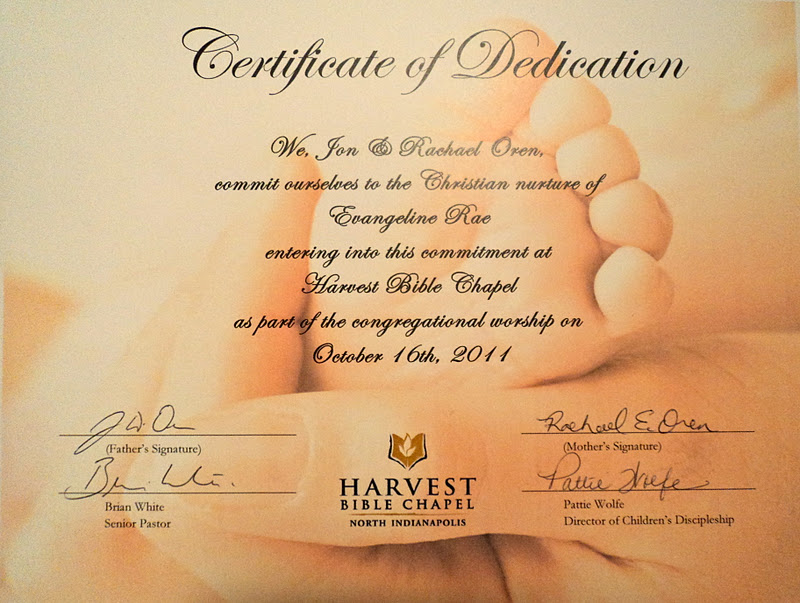 Certificate of Dedication
We, Jon & Rachael Oren,
commit ourselves to the Christian nurture of
Evangeline Rae
entering into this commitment at
Harvest Bible Chapel
as part of the congregational worship on
October 16th, 2011
Rachael E. Oren
(Father's Signature)
(Mother's Signature)
Pattie Wolfe
Brian White
Senior Pastor
HARVEST
BIBLE CHAPEL
NORTH INDIANAPOLIS
Pattie Wolfe
Director of Children's Discipleship